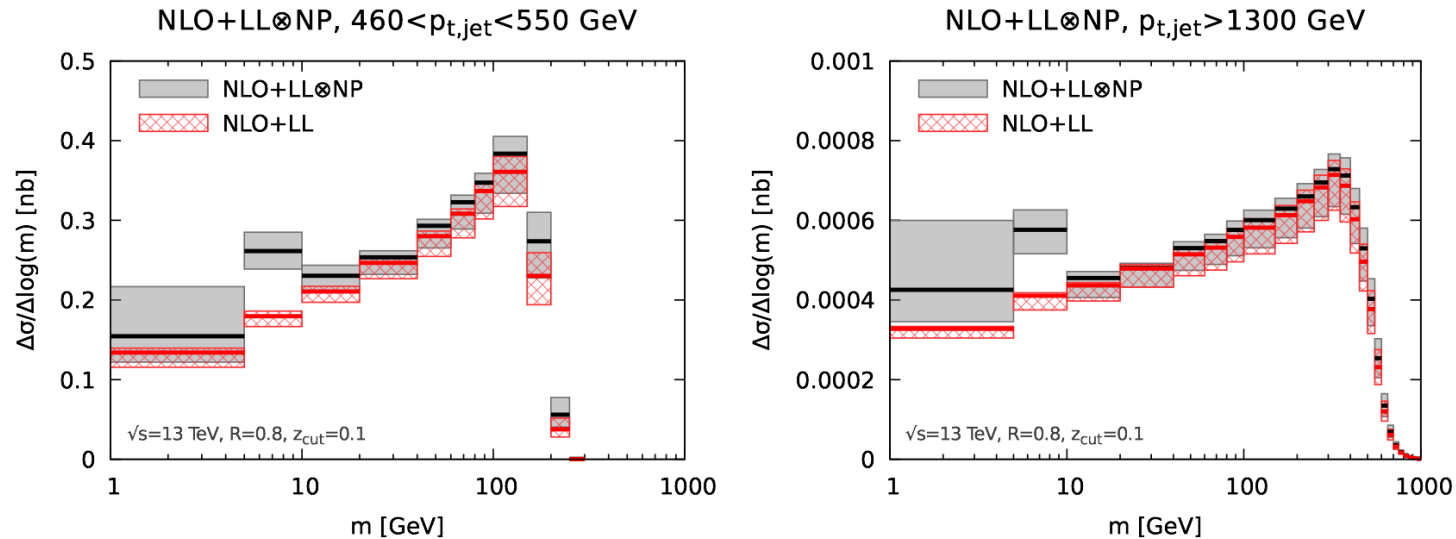 NLO+LL⊗NP, 460<p_t,jet<550 GeV
Δσ/Δlog(m) [nb]
0.5
0.4
0.3
0.2
0.1
0
NLO+LL⊗NP
NLO+LL
√s=13 TeV, R=0.8, z_cut=0.1
1 10 100 1000
m [GeV]
NLO+LL⊗NP, p_t,jet>1300 GeV
Δσ/Δlog(m) [nb]
0.001
0.0008
0.0006
0.0004
0.0002
0
NLO+LL⊗NP
NLO+LL
√s=13 TeV, R=0.8, z_cut=0.1
1 10 100 1000
m [GeV]